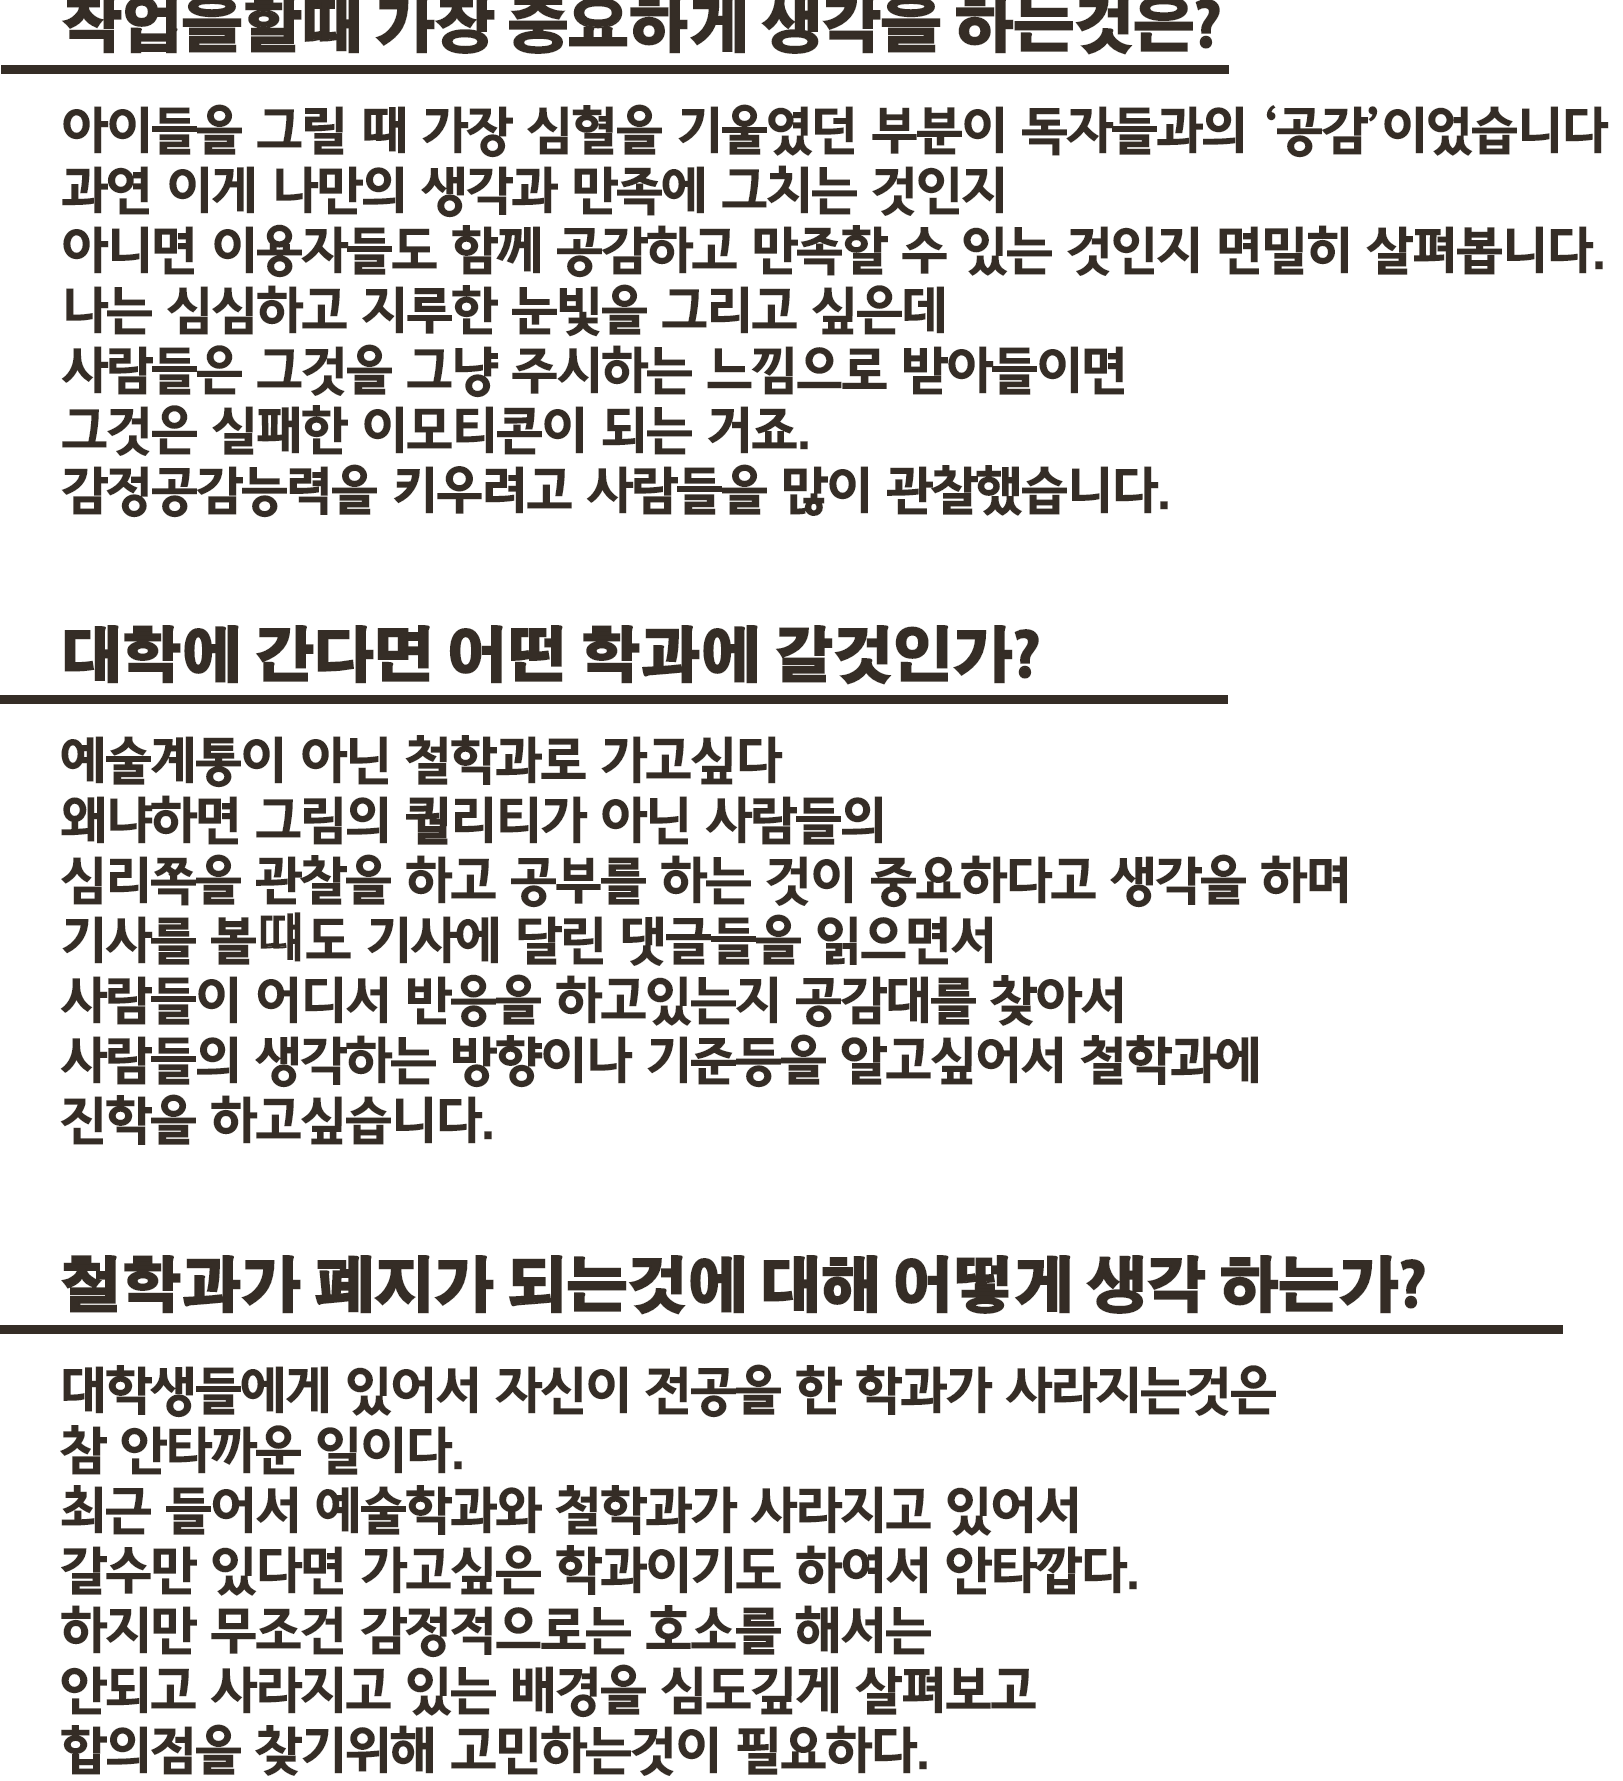 작업을할때 가장 중요하게 생각을 하는것은?
아이들을 그릴 때 가장 심혈을 기울였던 부분이 독자들과의 ‘공감’이었습니다
과연 이게 나만의 생각과 만족에 그치는 것인지
아니면 이용자들도 함께 공감하고 만족할 수 있는 것인지 면밀히 살펴봅니다.
나는 심심하고 지루한 눈빛을 그리고 싶은데
사람들은 그것을 그냥 주시하는 느낌으로 받아들이면
그것은 실패한 이모티콘이 되는 거죠.
감정공감능력을 키우려고 사람들을 많이 관찰했습니다.
대학에 간다면 어떤 학과에 갈것인가?
예술계통이 아닌 철학과로 가고싶다
왜냐하면 그림의 퀄리티가 아닌 사람들의
심리쪽을 관찰을 하고 공부를 하는 것이 중요하다고 생각을 하며
기사를 볼떄도 기사에 달린 댓글들을 읽으면서
사람들이 어디서 반응을 하고있는지 공감대를 찾아서
사람들의 생각하는 방향이나 기준등을 알고싶어서 철학과에
진학을 하고싶습니다.
철학과가 폐지가 되는것에 대해 어떻게 생각 하는가?
대학생들에게 있어서 자신이 전공을 한 학과가 사라지는것은
참 안타까운 일이다.
최근 들어서 예술학과와 철학과가 사라지고 있어서
갈수만 있다면 가고싶은 학과이기도 하여서 안타깝다.
하지만 무조건 감정적으로는 호소를 해서는
안되고 사라지고 있는 배경을 심도깊게 살펴보고
합의점을 찾기위해 고민하는것이 필요하다.